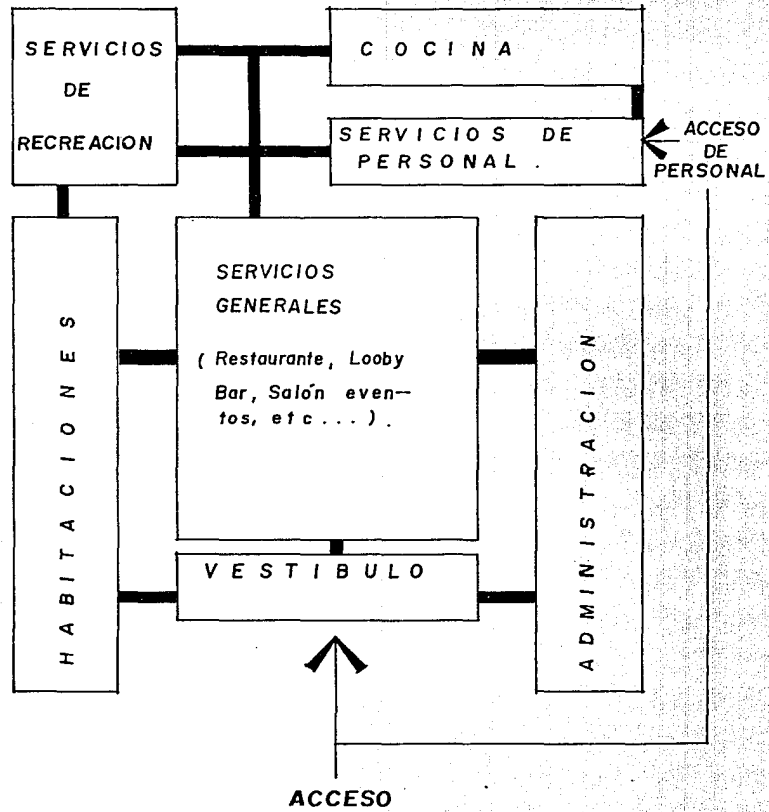 SERVICIOS
DE
RECREACION
COCINA
SERVICIOS DE
PERSONAL.
ACCESO
DE
PERSONAL
HABITACIONES
SERVICIOS
GENERALES
( Restaurante, Looby
Bar, Salón even--
tos, etc...).
ADMINISTRACION
VESTIBULO
ACCESO